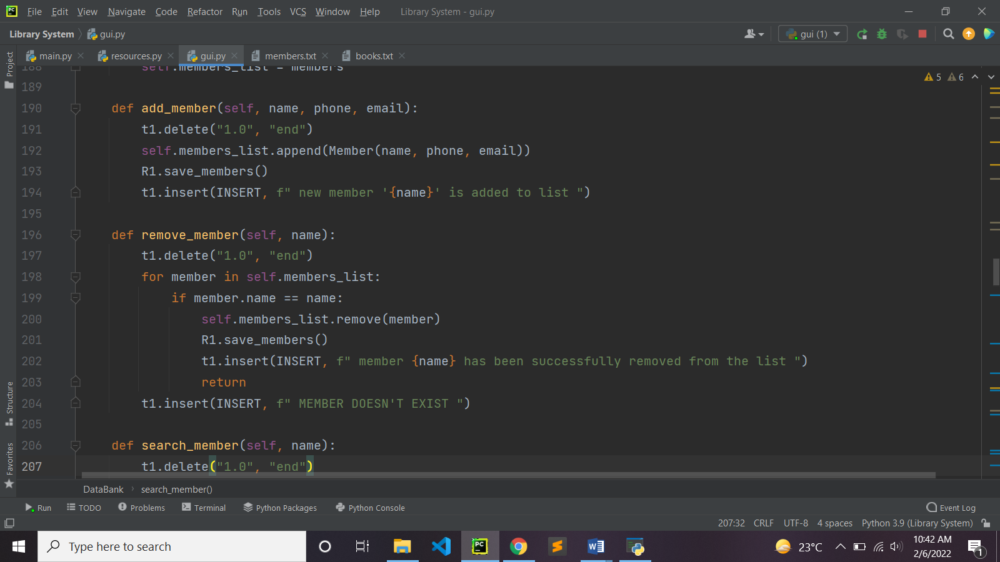 PC File Edit View Navigate Code Refactor Run Tools VCS Window Help Library System - gui.py
Library System gui.py gui (1)
main.py resources.py gui.py members.txt books.txt
Project
5 6
188 self.members_list = members
189
190 def add_member(self, name, phone, email):
191 t1.delete("1.0", "end")
192 self.members_list.append(Member(name, phone, email))
193 R1.save_members()
194 t1.insert(INSERT, f" new member '{name}' is added to list ")
195
196 def remove_member(self, name):
197 t1.delete("1.0", "end")
198 for member in self.members_list:
199 if member.name == name:
200 self.members_list.remove(member)
201 R1.save_members()
202 t1.insert(INSERT, f" member {name} has been successfully removed from the list ")
203 return
204 t1.insert(INSERT, f" MEMBER DOESN'T EXIST ")
205
206 def search_member(self, name):
207 t1.delete("1.0", "end")
Structure
Favorites
DataBank search_member()
Run TODO Problems Terminal Python Packages Python Console Event Log
207:32 CRLF UTF-8 4 spaces Python 3.9 (Library System)
Type here to search PC 23°C 10:42 AM
2/6/2022 1